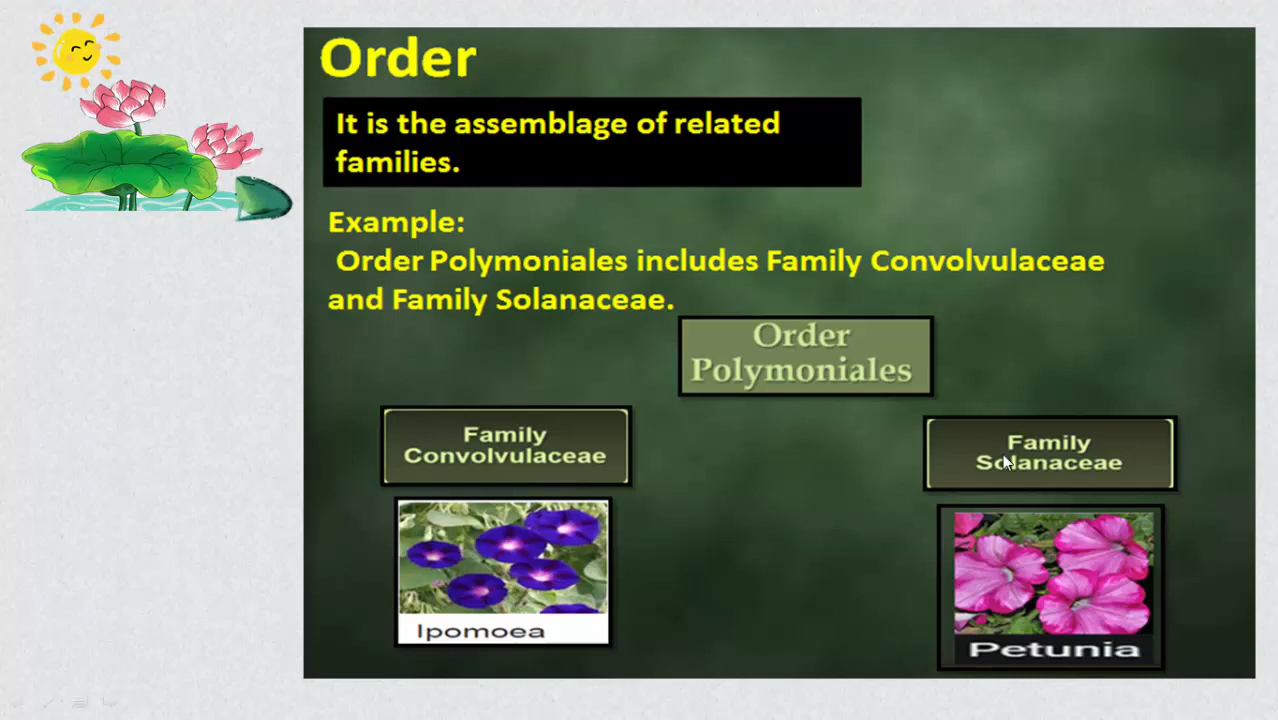 Order
It is the assemblage of related
families.
Example:
Order Polymoniales includes Family Convolvulaceae
and Family Solanaceae.
Order
Polymoniales
Family
Convolvulaceae
Family
Solanaceae
Ipomoea
Petunia